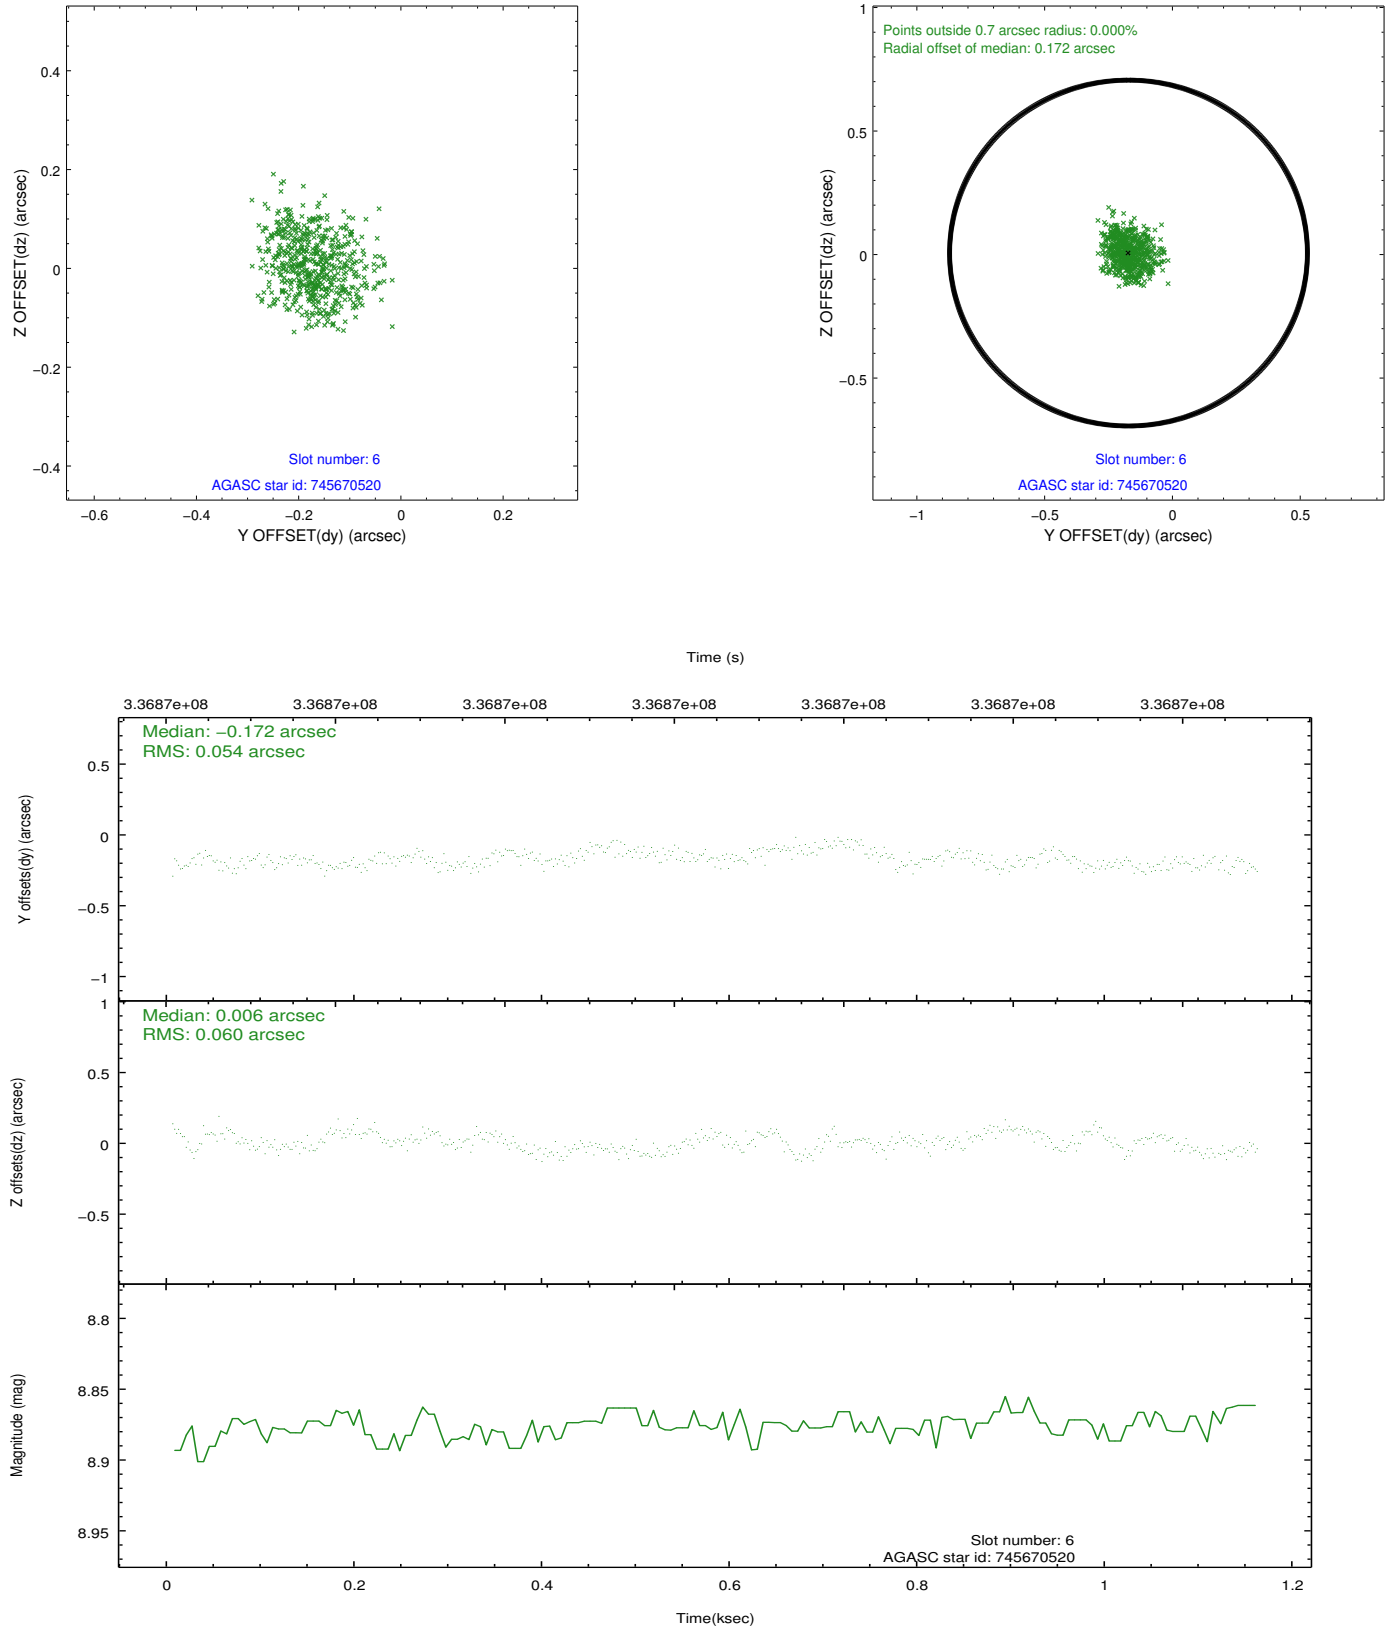 0.4
0.2
0
−0.2
−0.4
Z OFFSET(dz) (arcsec)
Slot number: 6
AGASC star id: 745670520
−0.6 −0.4 −0.2 0 0.2
Y OFFSET(dy) (arcsec)
1
0.5
0
−0.5
Z OFFSET(dz) (arcsec)
Points outside 0.7 arcsec radius: 0.000%
Radial offset of median: 0.172 arcsec
Slot number: 6
AGASC star id: 745670520
−1 −0.5 0 0.5
Y OFFSET(dy) (arcsec)
Time (s)
3.3687e+08 3.3687e+08 3.3687e+08 3.3687e+08 3.3687e+08 3.3687e+08 3.3687e+08
Median: −0.172 arcsec
RMS: 0.054 arcsec
0.5
0
−0.5
−1
Y offsets(dy) (arcsec)
Median: 0.006 arcsec
RMS: 0.060 arcsec
1
0.5
0
−0.5
Z offsets(dz) (arcsec)
8.8
8.85
8.9
8.95
Magnitude (mag)
Slot number: 6
AGASC star id: 745670520
0 0.2 0.4 0.6 0.8 1 1.2
Time(ksec)